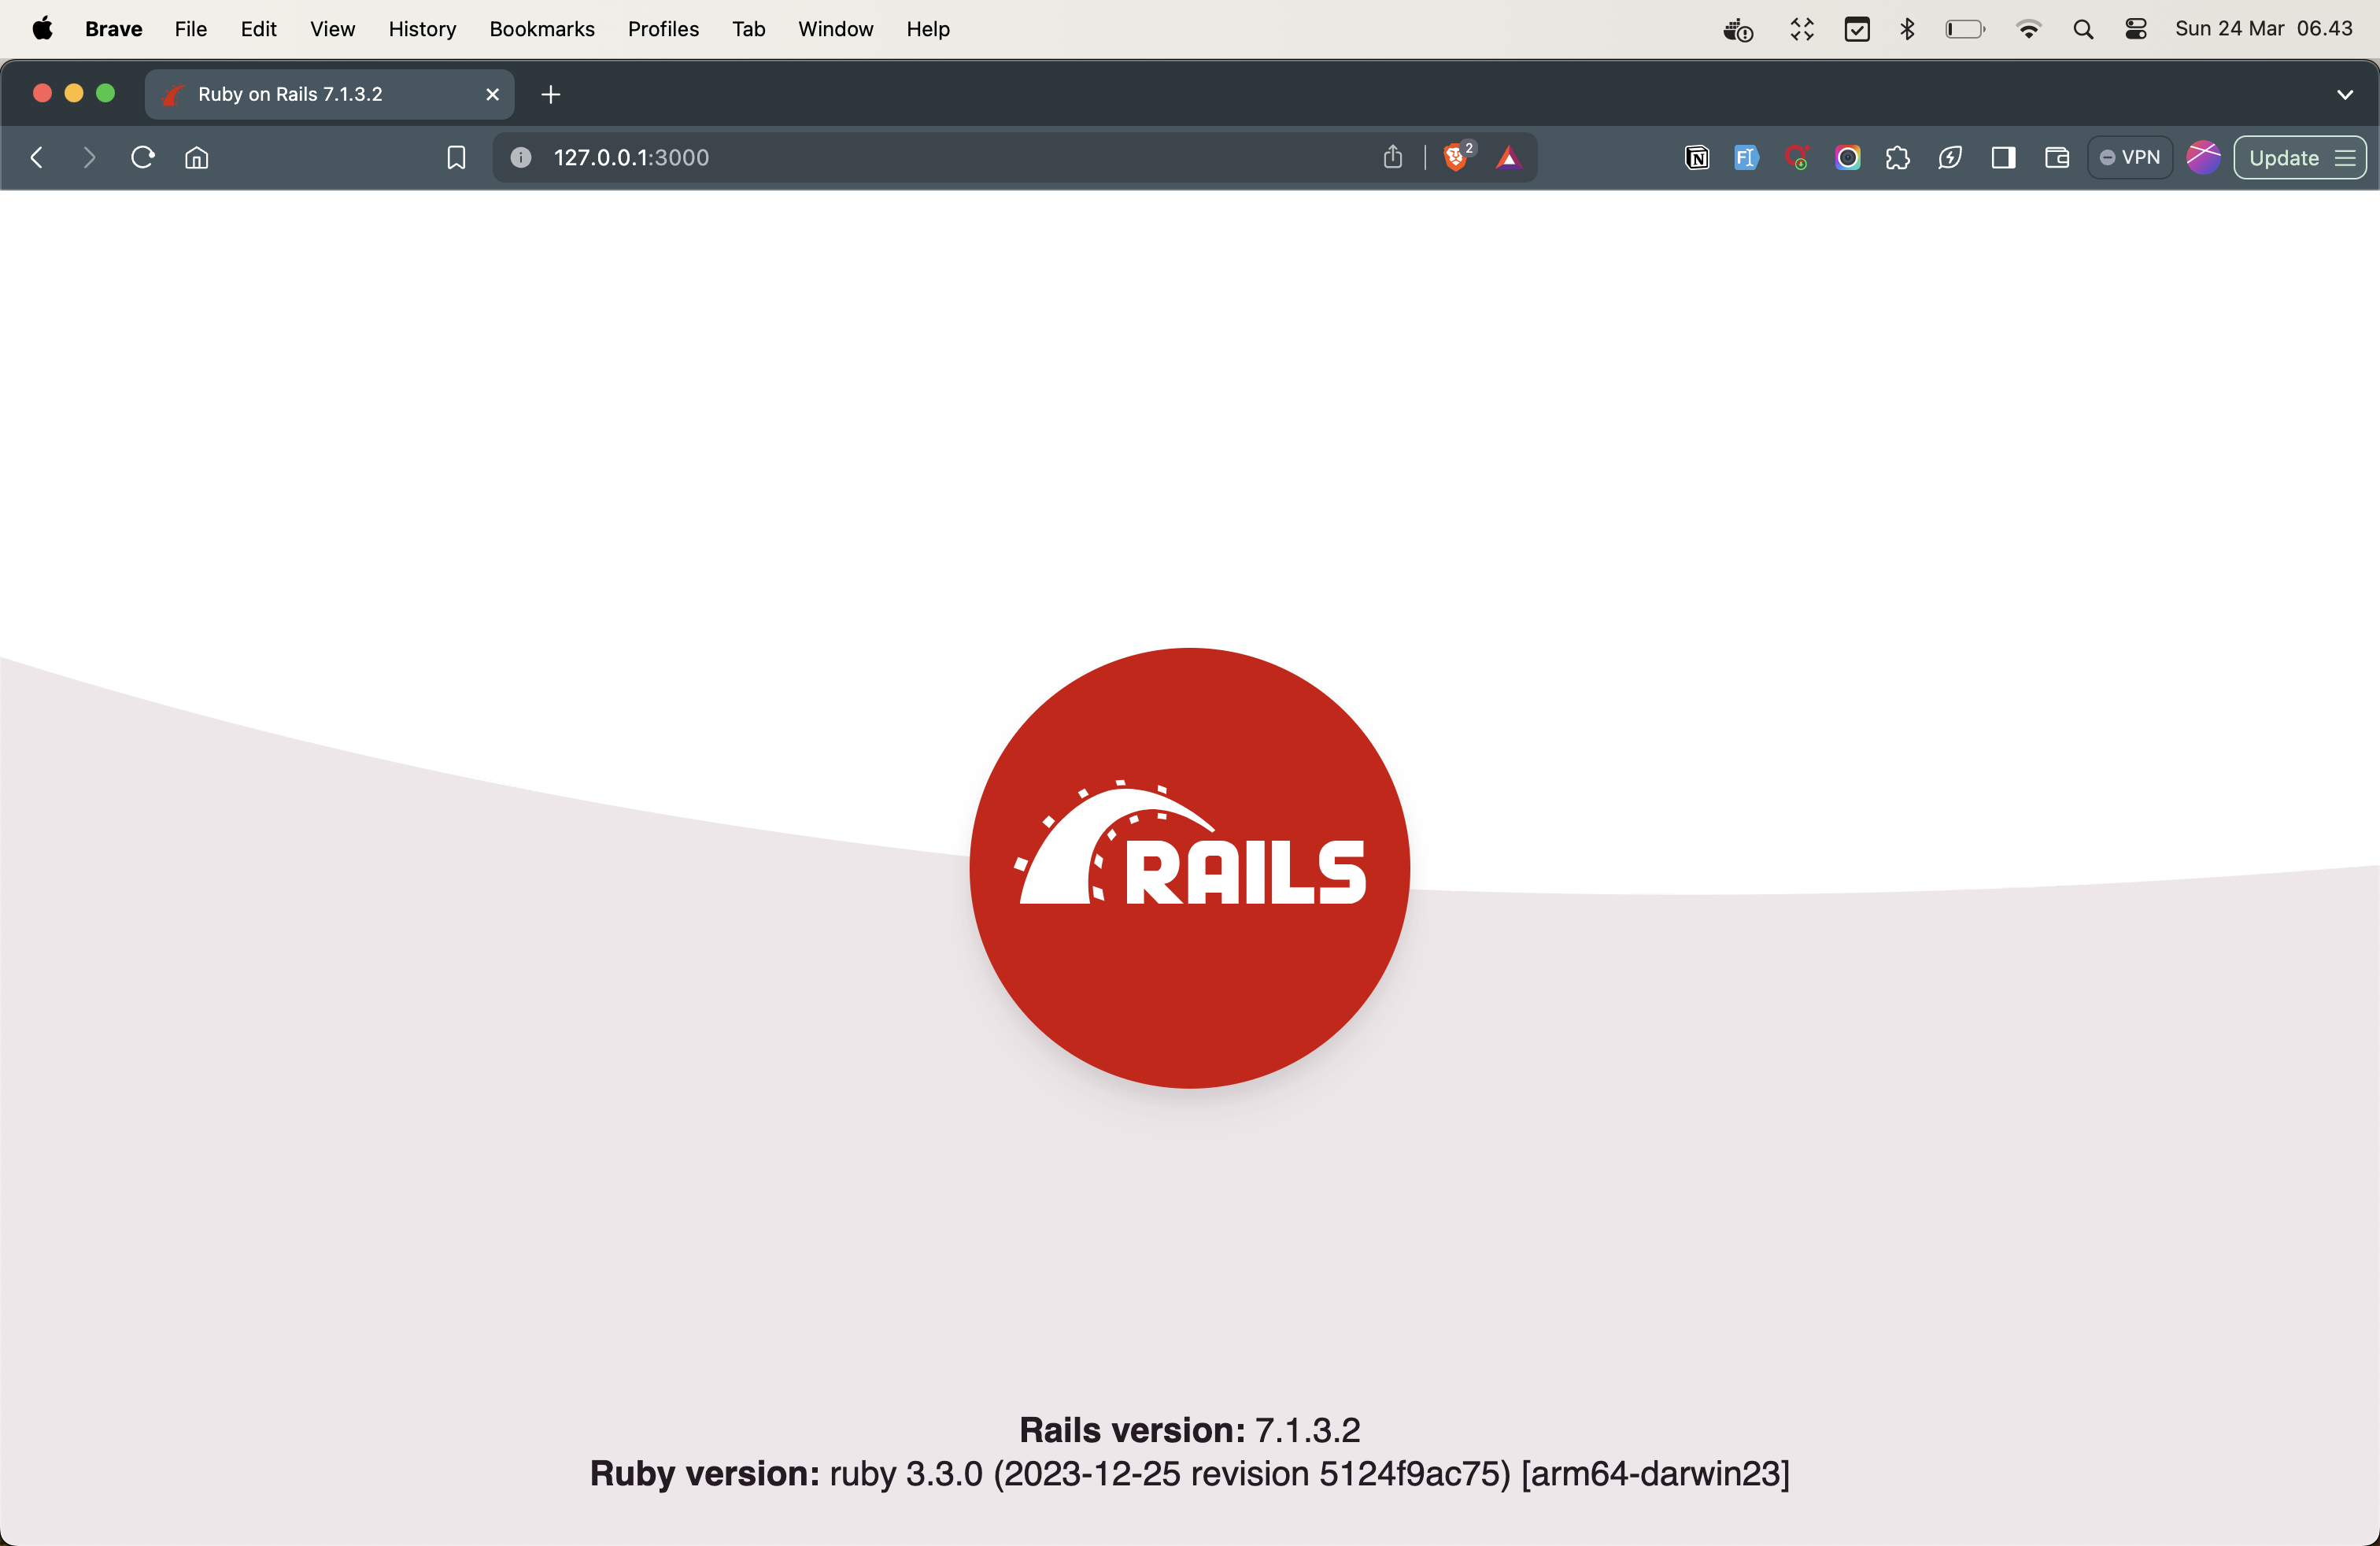 Brave File Edit View History Bookmarks Profiles Tab Window Help Sun 24 Mar 06.43
Ruby on Rails 7.1.3.2
127.0.0.1:3000 2 VPN Update
RAILS
Rails version: 7.1.3.2
Ruby version: ruby 3.3.0 (2023-12-25 revision 5124f9ac75) [arm64-darwin23]